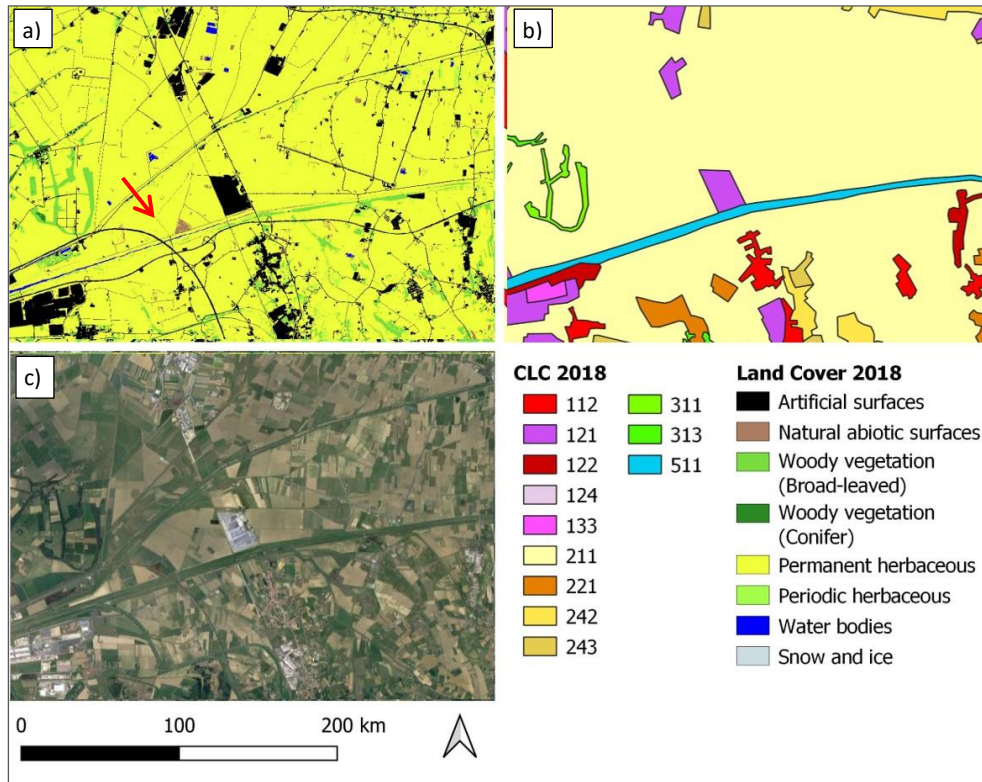 a)
b)
c)
CLC 2018
112
121
122
124
133
211
221
242
243
311
313
511
Land Cover 2018
Artificial surfaces
Natural abiotic surfaces
Woody vegetation
(Broad-leaved)
Woody vegetation
(Conifer)
Permanent herbaceous
Periodic herbaceous
Water bodies
Snow and ice
0 100 200 km